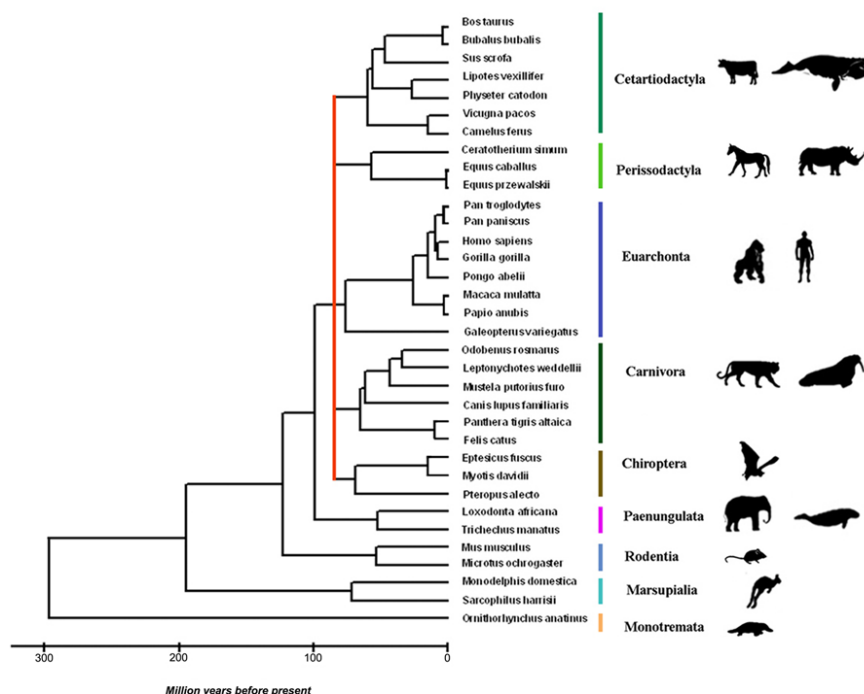 Bos taurus
Bubalus bubalis
Sus scrofa
Lipotes vexillifer
Physeter catodon
Vicugna pacos
Camelus ferus
Cetartiodactyla
Ceratotherium simum
Equus caballus
Equus przewalskii
Perissodactyla
Pan troglodytes
Pan paniscus
Homo sapiens
Gorilla gorilla
Pongo abelii
Macaca mulatta
Papio anubis
Galeopterus variegatus
Euarchonta
Odobenus rosmarus
Leptonychotes weddellii
Mustela putorius furo
Canis lupus familiaris
Panthera tigris altaica
Felis catus
Carnivora
Eptesicus fuscus
Myotis davidii
Pteropus alecto
Chiroptera
Loxodonta africana
Trichechus manatus
Paenungulata
Mus musculus
Microtus ochrogaster
Rodentia
Monodelphis domestica
Sarcophilus harrisii
Marsupialia
Ornithorhynchus anatinus
Monotremata
300 200 100 0
Million years before present